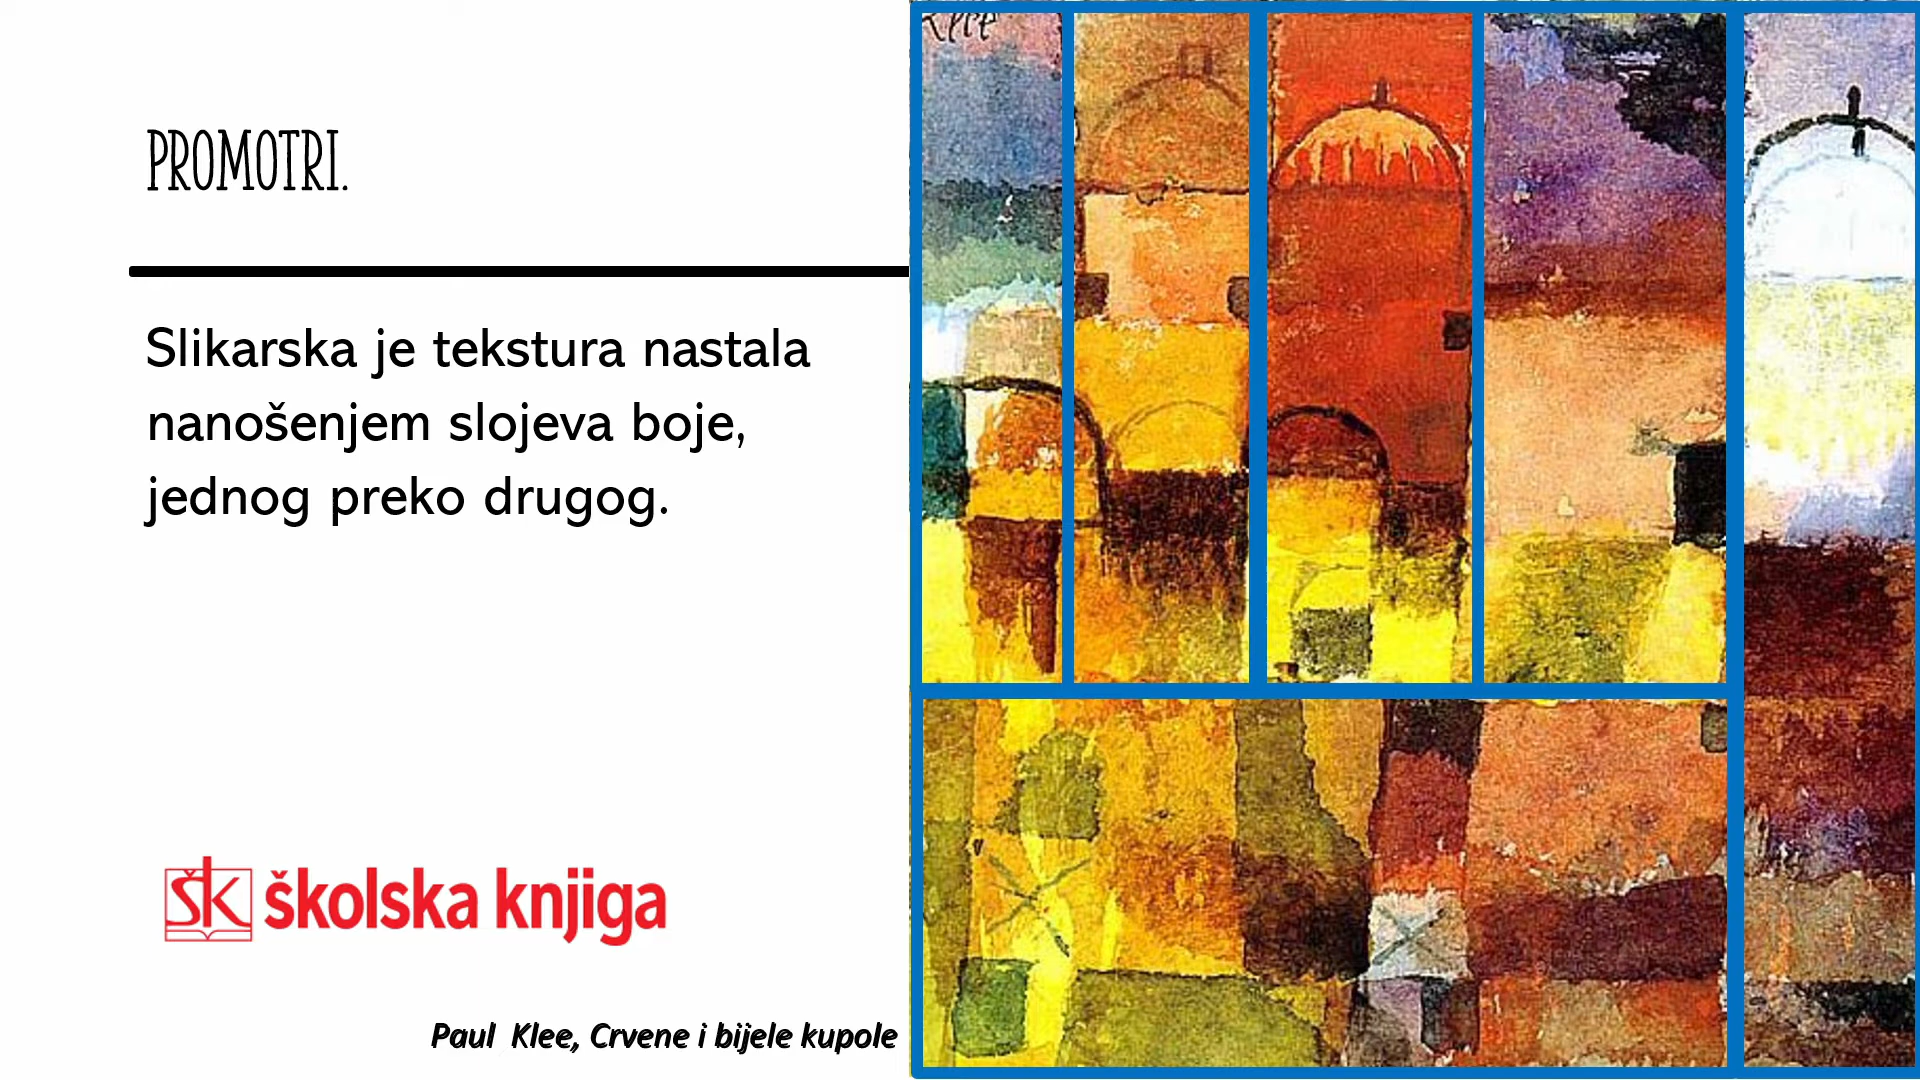 PROMOTRI.
Slikarska je tekstura nastala
nanošenjem slojeva boje,
jednog preko drugog.
ŠK školska knjiga
Paul Klee, Crvene i bijele kupole
Klee